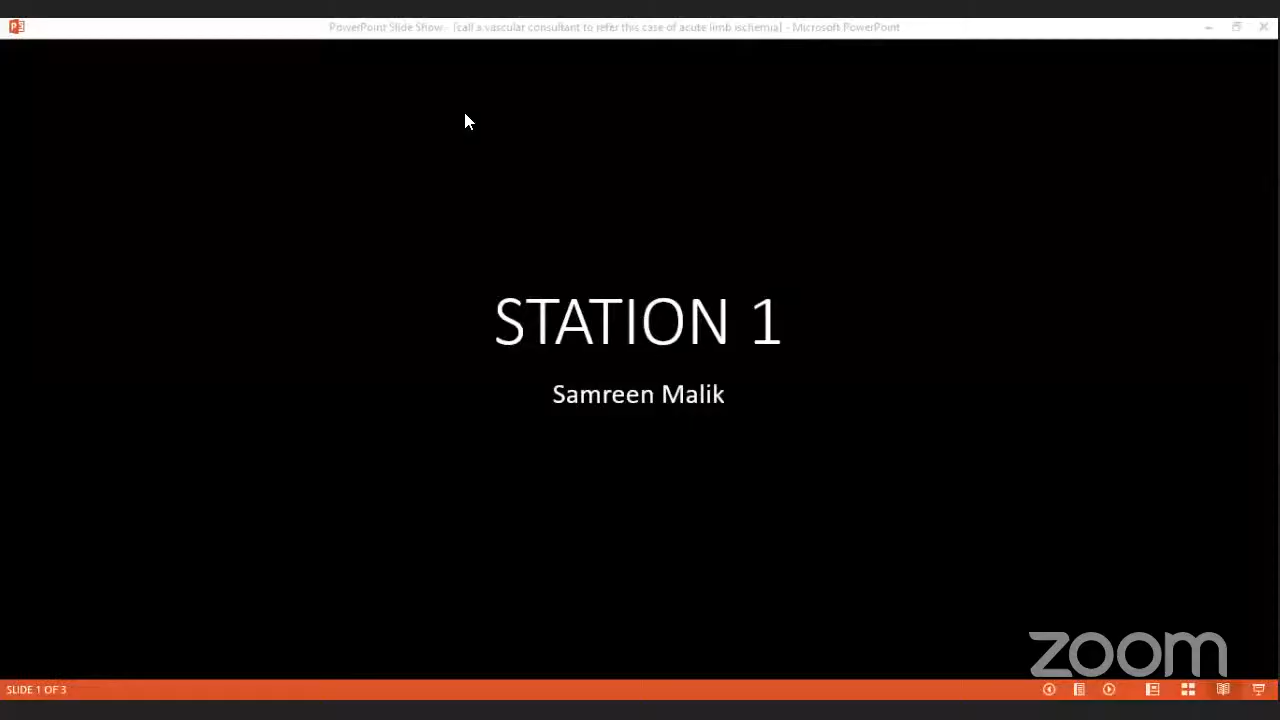 PowerPoint Slide Show - [call a vascular consultant to refer this case of acute limb ischemia] - Microsoft PowerPoint
STATION 1
Samreen Malik
zoom
SLIDE 1 OF 3